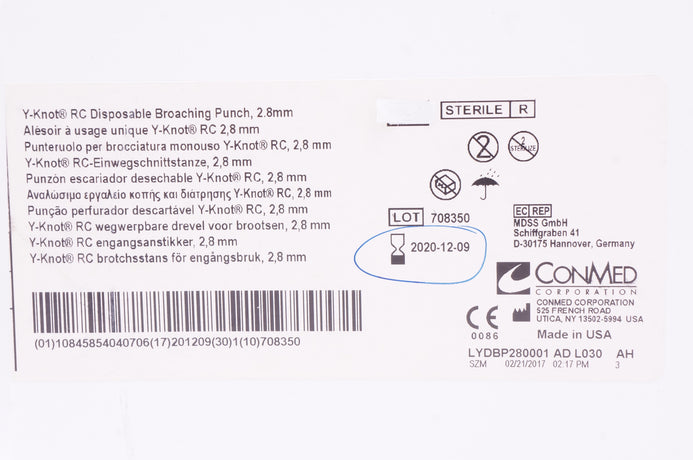 Y-Knot® RC Disposable Broaching Punch, 2.8mm
Alésoir à usage unique Y-Knot® RC 2,8 mm
Punteruolo per brocciatura monouso Y-Knot® RC, 2,8 mm
Y-Knot® RC-Einwegschnittstanze, 2,8 mm
Punzón escariador desechable Y-Knot® RC, 2,8 mm
Αναλώσιμο εργαλείο κοπής και διάτρησης Y-Knot® RC, 2,8 mm
Punção perfurador descartável Y-Knot® RC, 2,8 mm
Y-Knot® RC wegwerpbare drevel voor brootsen, 2,8 mm
Y-Knot® RC engangsanstikker, 2,8 mm
Y-Knot® RC brotchsstans för engångsbruk, 2,8 mm
(01)10845854040706(17)201209(30)1(10)708350
STERILE R
2
2 STERILIZE
LOT 708350
2020-12-09
EC REP
MDSS GmbH
Schiffgraben 41
D-30175 Hannover, Germany
CONMED
CORPORATION
CONMED CORPORATION
525 FRENCH ROAD
UTICA, NY 13502-5994 USA
CE
0086
Made in USA
LYDBP280001 AD L030 AH
SZM 02/21/2017 02:17 PM 3